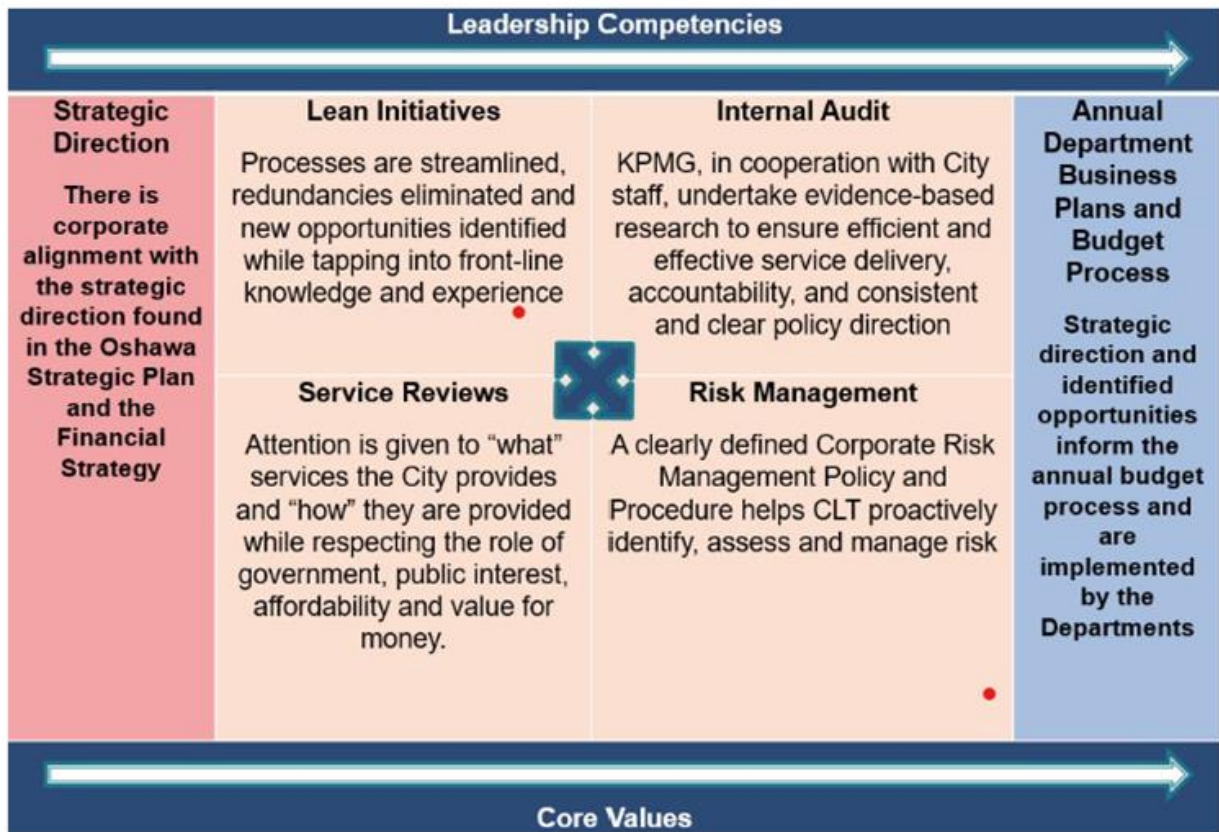 Leadership Competencies
Strategic
Direction
There is
corporate
alignment with
the strategic
direction found
in the Oshawa
Strategic Plan
and the
Financial
Strategy
Lean Initiatives
Processes are streamlined,
redundancies eliminated and
new opportunities identified
while tapping into front-line
knowledge and experience
Internal Audit
KPMG, in cooperation with City
staff, undertake evidence-based
research to ensure efficient and
effective service delivery,
accountability, and consistent
and clear policy direction
Service Reviews
Attention is given to “what”
services the City provides
and “how” they are provided
while respecting the role of
government, public interest,
affordability and value for
money.
Risk Management
A clearly defined Corporate Risk
Management Policy and
Procedure helps CLT proactively
identify, assess and manage risk
Annual
Department
Business
Plans and
Budget
Process
Strategic
direction and
identified
opportunities
inform the
annual budget
process and
are
implemented
by the
Departments
Core Values